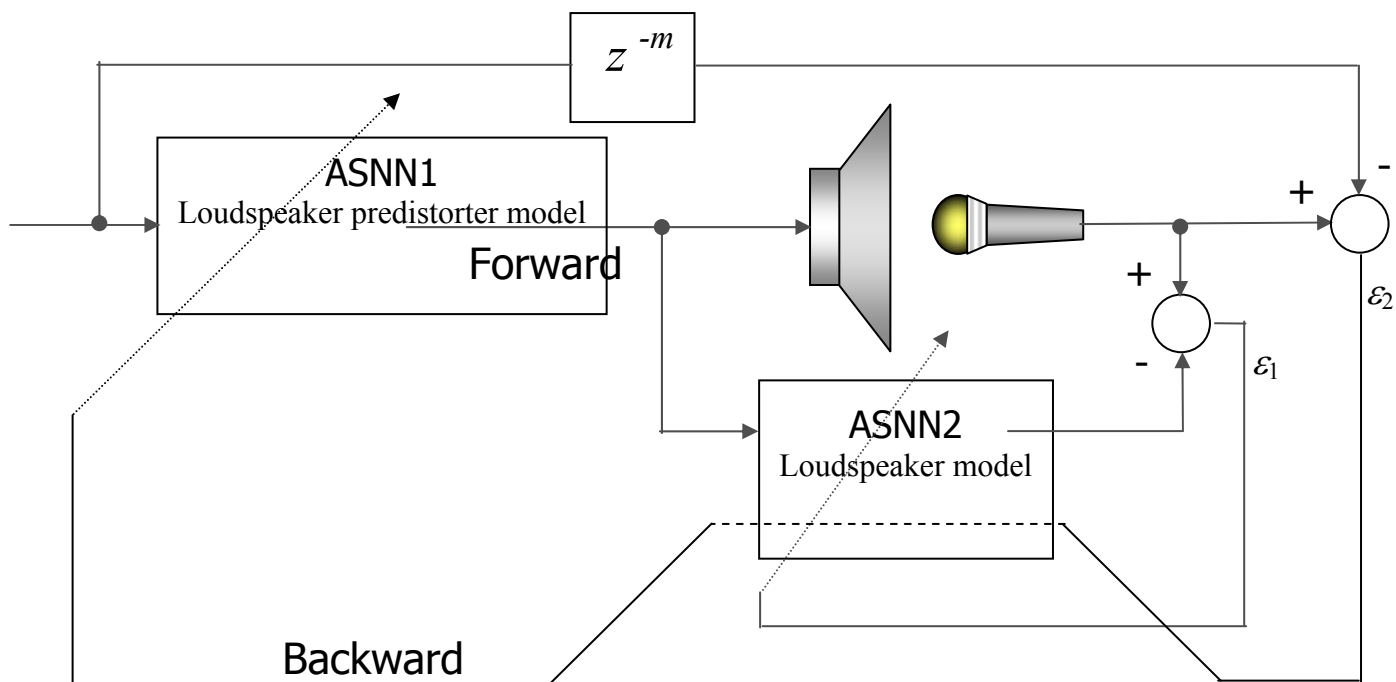 z -m
ASNN1
Loudspeaker predistorter model
Forward
-
+
+
ε2
-
ε1
ASNN2
Loudspeaker model
Backward